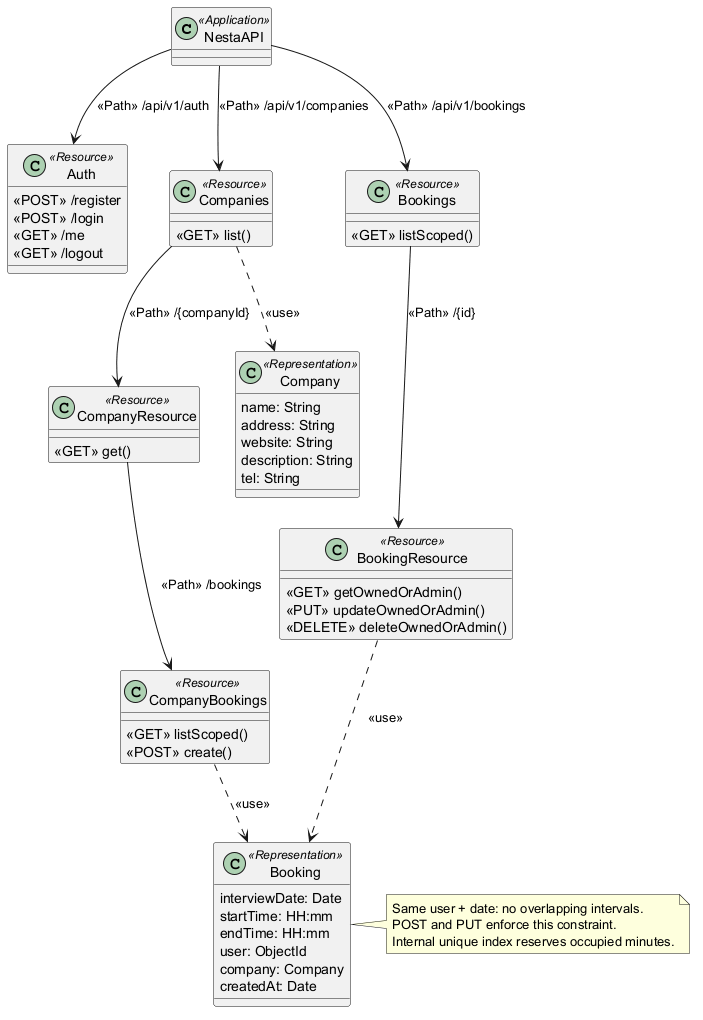 C
«Application»
NestaAPI
«Path» /api/v1/auth
«Path» /api/v1/companies
«Path» /api/v1/bookings
C
«Resource»
Auth
«POST» /register
«POST» /login
«GET» /me
«GET» /logout
C
«Resource»
Companies
«GET» list()
C
«Resource»
Bookings
«GET» listScoped()
«Path» /{companyId}
«use»
«Path» /{id}
C
«Resource»
CompanyResource
«GET» get()
C
«Representation»
Company
name: String
address: String
website: String
description: String
tel: String
C
«Resource»
BookingResource
«GET» getOwnedOrAdmin()
«PUT» updateOwnedOrAdmin()
«DELETE» deleteOwnedOrAdmin()
«Path» /bookings
C
«Resource»
CompanyBookings
«GET» listScoped()
«POST» create()
«use»
«use»
C
«Representation»
Booking
interviewDate: Date
startTime: HH:mm
endTime: HH:mm
user: ObjectId
company: Company
createdAt: Date
Same user + date: no overlapping intervals.
POST and PUT enforce this constraint.
Internal unique index reserves occupied minutes.